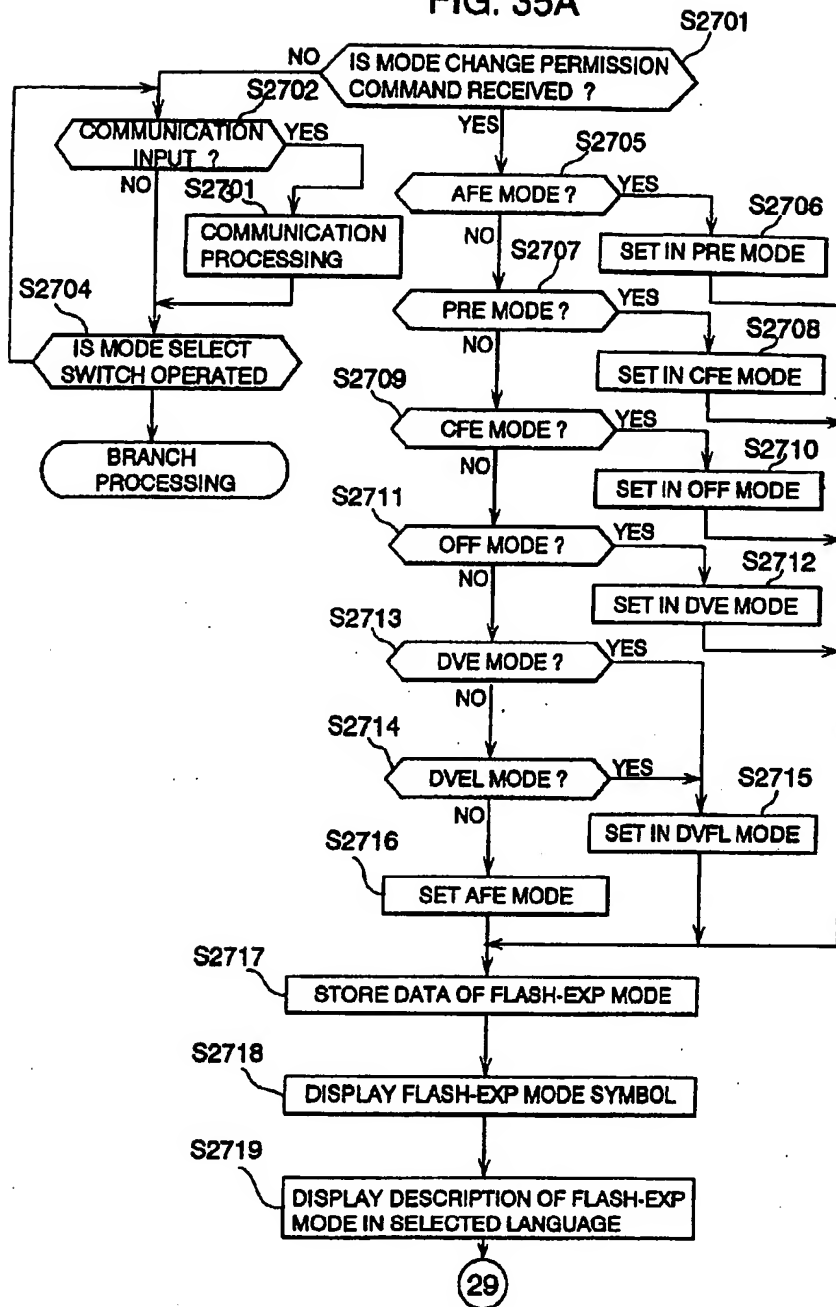 FIG. 35A
S2701
IS MODE CHANGE PERMISSION
COMMAND RECEIVED ?
NO
YES
S2702
COMMUNICATION
INPUT ?
YES
NO
S2701
3
COMMUNICATION
PROCESSING
S2704
IS MODE SELECT
SWITCH OPERATED
BRANCH
PROCESSING
S2705
AFE MODE ?
YES
NO
S2706
SET IN PRE MODE
S2707
PRE MODE ?
YES
NO
S2708
SET IN CFE MODE
S2709
CFE MODE ?
YES
NO
S2710
SET IN OFF MODE
S2711
OFF MODE ?
YES
NO
S2712
SET IN DVE MODE
S2713
DVE MODE ?
YES
NO
S2714
DVEL MODE ?
YES
NO
S2715
SET IN DVFL MODE
S2716
SET AFE MODE
S2717
STORE DATA OF FLASH-EXP MODE
S2718
DISPLAY FLASH-EXP MODE SYMBOL
S2719
DISPLAY DESCRIPTION OF FLASH-EXP
MODE IN SELECTED LANGUAGE
29